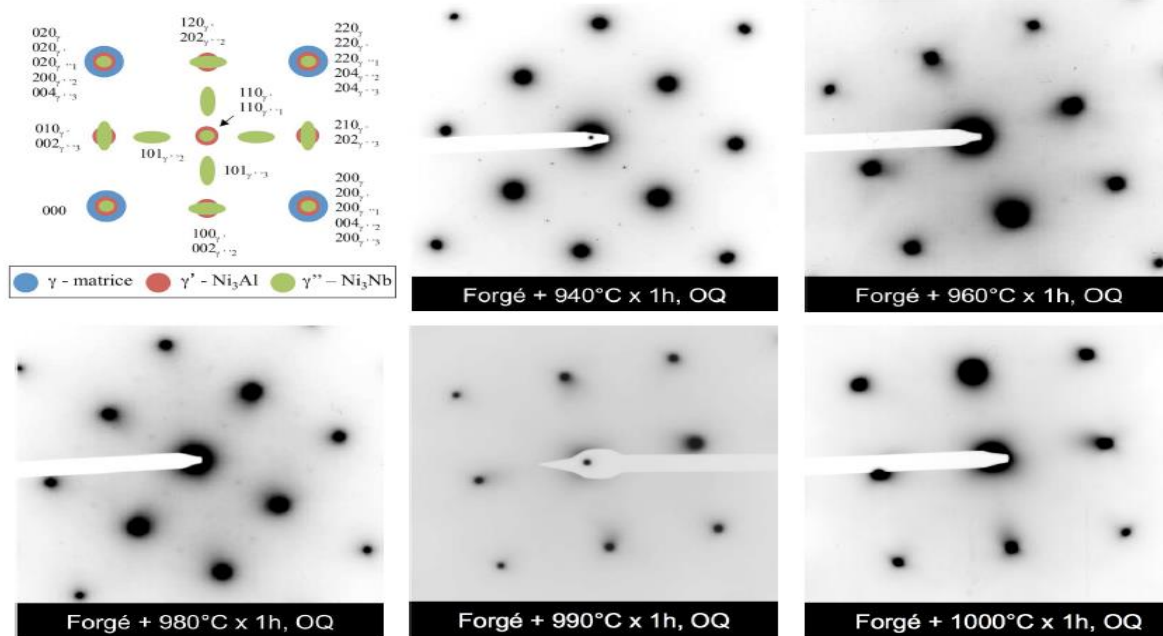 020γ
020γ'
020γ''1
200γ''2
004γ''3
120γ'
202γ''2
220γ
220γ'
220γ''1
204γ''2
204γ''3
110γ'
110γ''1
010γ'
002γ''3
210γ'
202γ''3
101γ''2
101γ''3
000
100γ'
002γ''2
200γ
200γ'
200γ''1
004γ''2
200γ''3
γ - matrice γ' - Ni₃Al γ'' – Ni₃Nb
Forgé + 940°C x 1h, OQ
Forgé + 960°C x 1h, OQ
Forgé + 980°C x 1h, OQ
Forgé + 990°C x 1h, OQ
Forgé + 1000°C x 1h, OQ